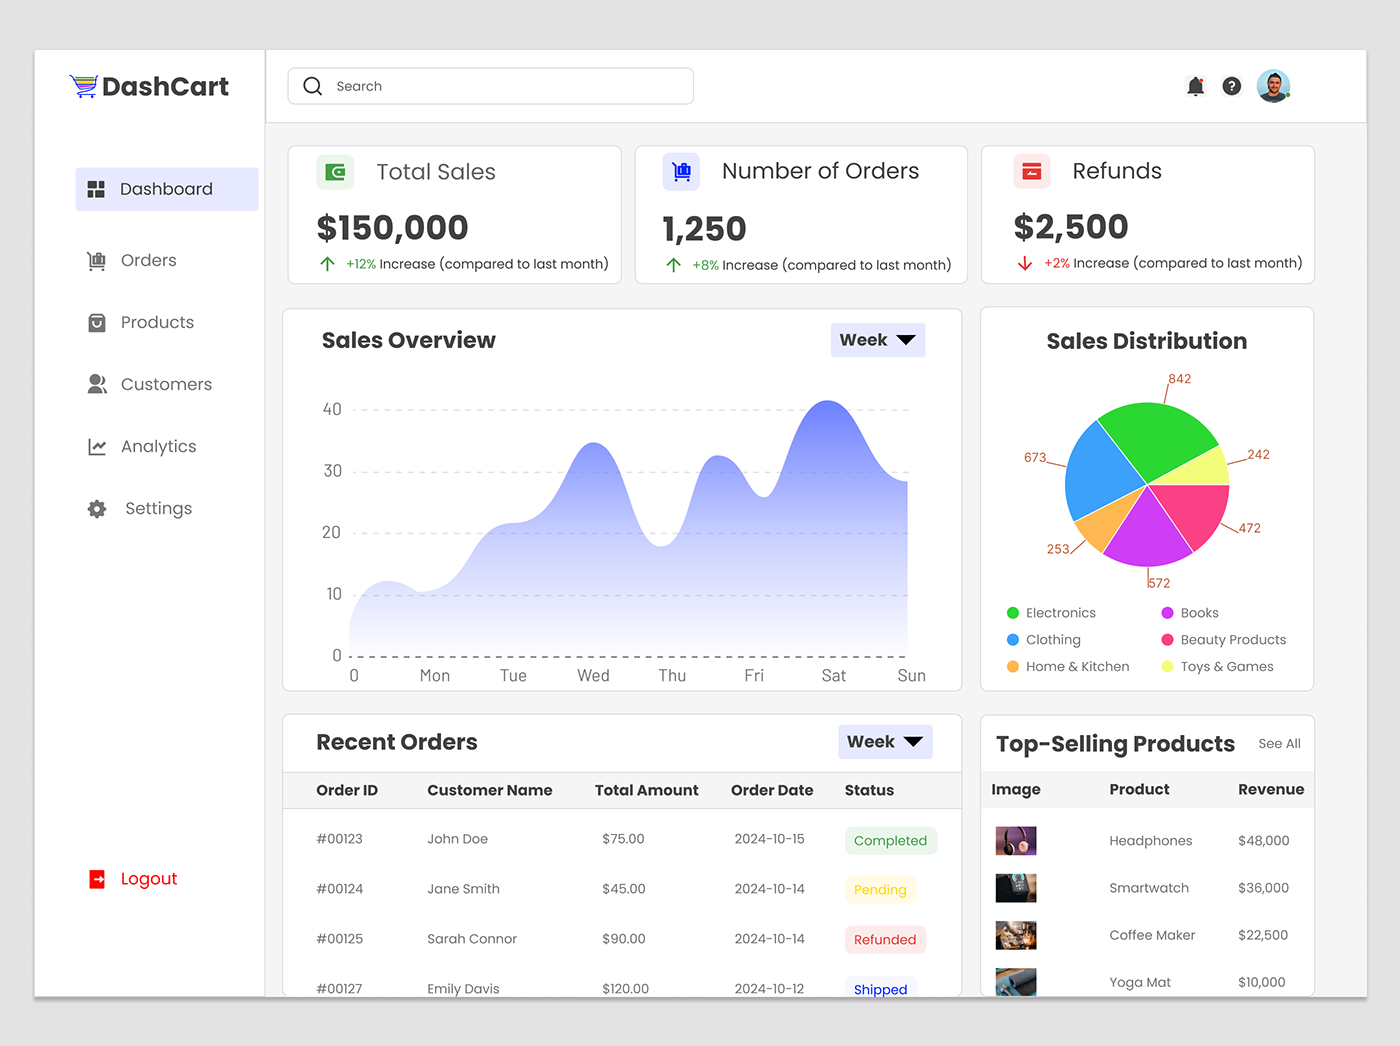 DashCart
Search
Dashboard
Orders
Products
Customers
Analytics
Settings
Logout
Total Sales
$150,000
+12% Increase (compared to last month)
Number of Orders
1,250
+8% Increase (compared to last month)
Refunds
$2,500
+2% Increase (compared to last month)
Sales Overview
Week
40
30
20
10
0
0 Mon Tue Wed Thu Fri Sat Sun
Sales Distribution
842
242
673
472
253
572
Electronics
Books
Clothing
Beauty Products
Home & Kitchen
Toys & Games
Recent Orders
Week
Order ID Customer Name Total Amount Order Date Status
#00123 John Doe $75.00 2024-10-15 Completed
#00124 Jane Smith $45.00 2024-10-14 Pending
#00125 Sarah Connor $90.00 2024-10-14 Refunded
#00127 Emily Davis $120.00 2024-10-12 Shipped
Top-Selling Products
See All
Image Product Revenue
Headphones $48,000
Smartwatch $36,000
Coffee Maker $22,500
Yoga Mat $10,000